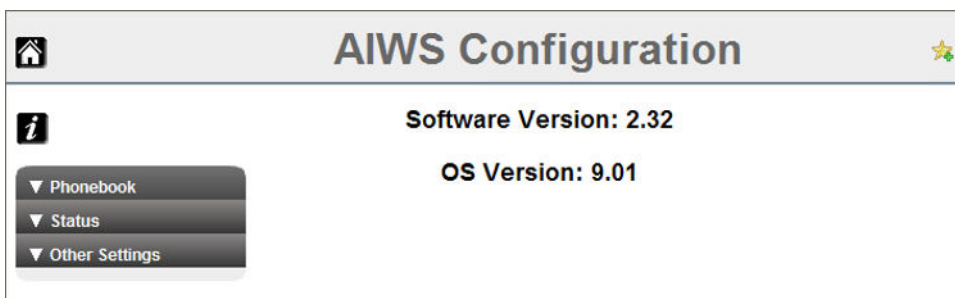 AIWS Configuration
i
Software Version: 2.32
OS Version: 9.01
▼ Phonebook
▼ Status
▼ Other Settings